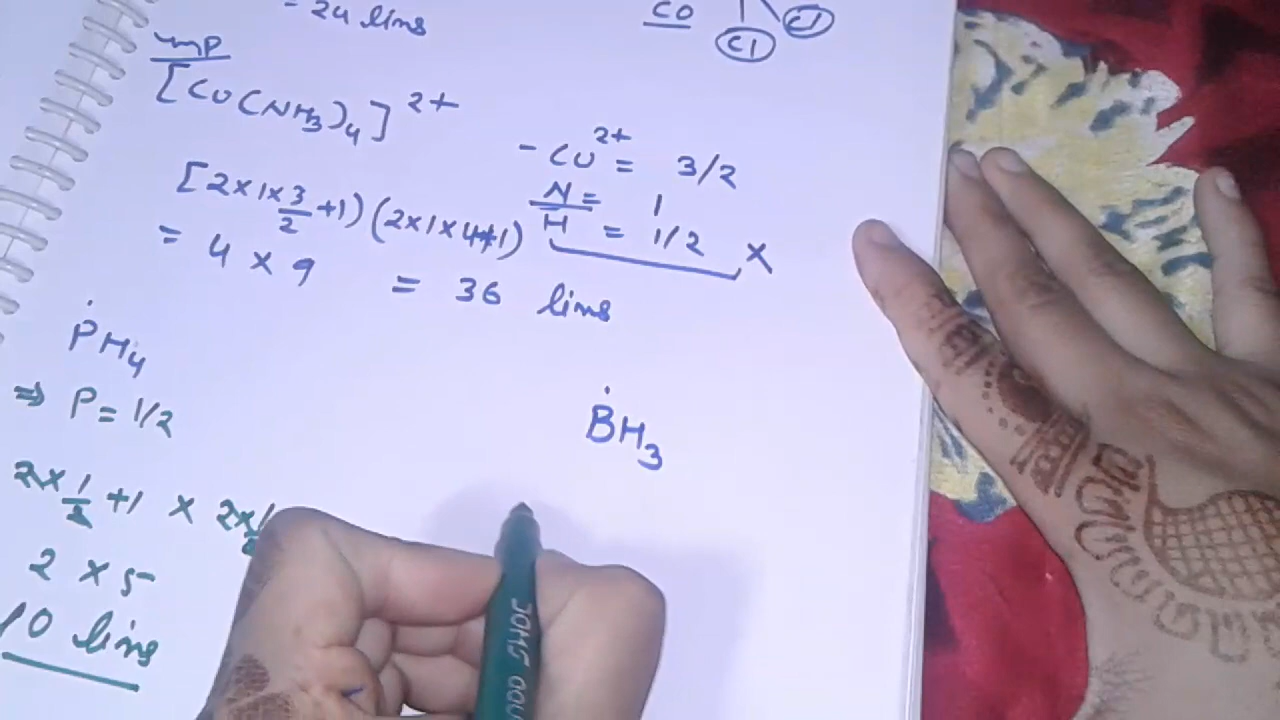 - 24 lins
CO
Cl
Cl
imp
[Cu(NH3)4]2+
- Cu2+ = 3/2
N = 1
H = 1/2 ×
[2×1×3/2+1)(2×1×4+1)
= 4 × 9 = 36 lins
PH4
⇒ P = 1/2
2×1/2 +1 × 2×1/2
2 × 5
10 lins
BH3